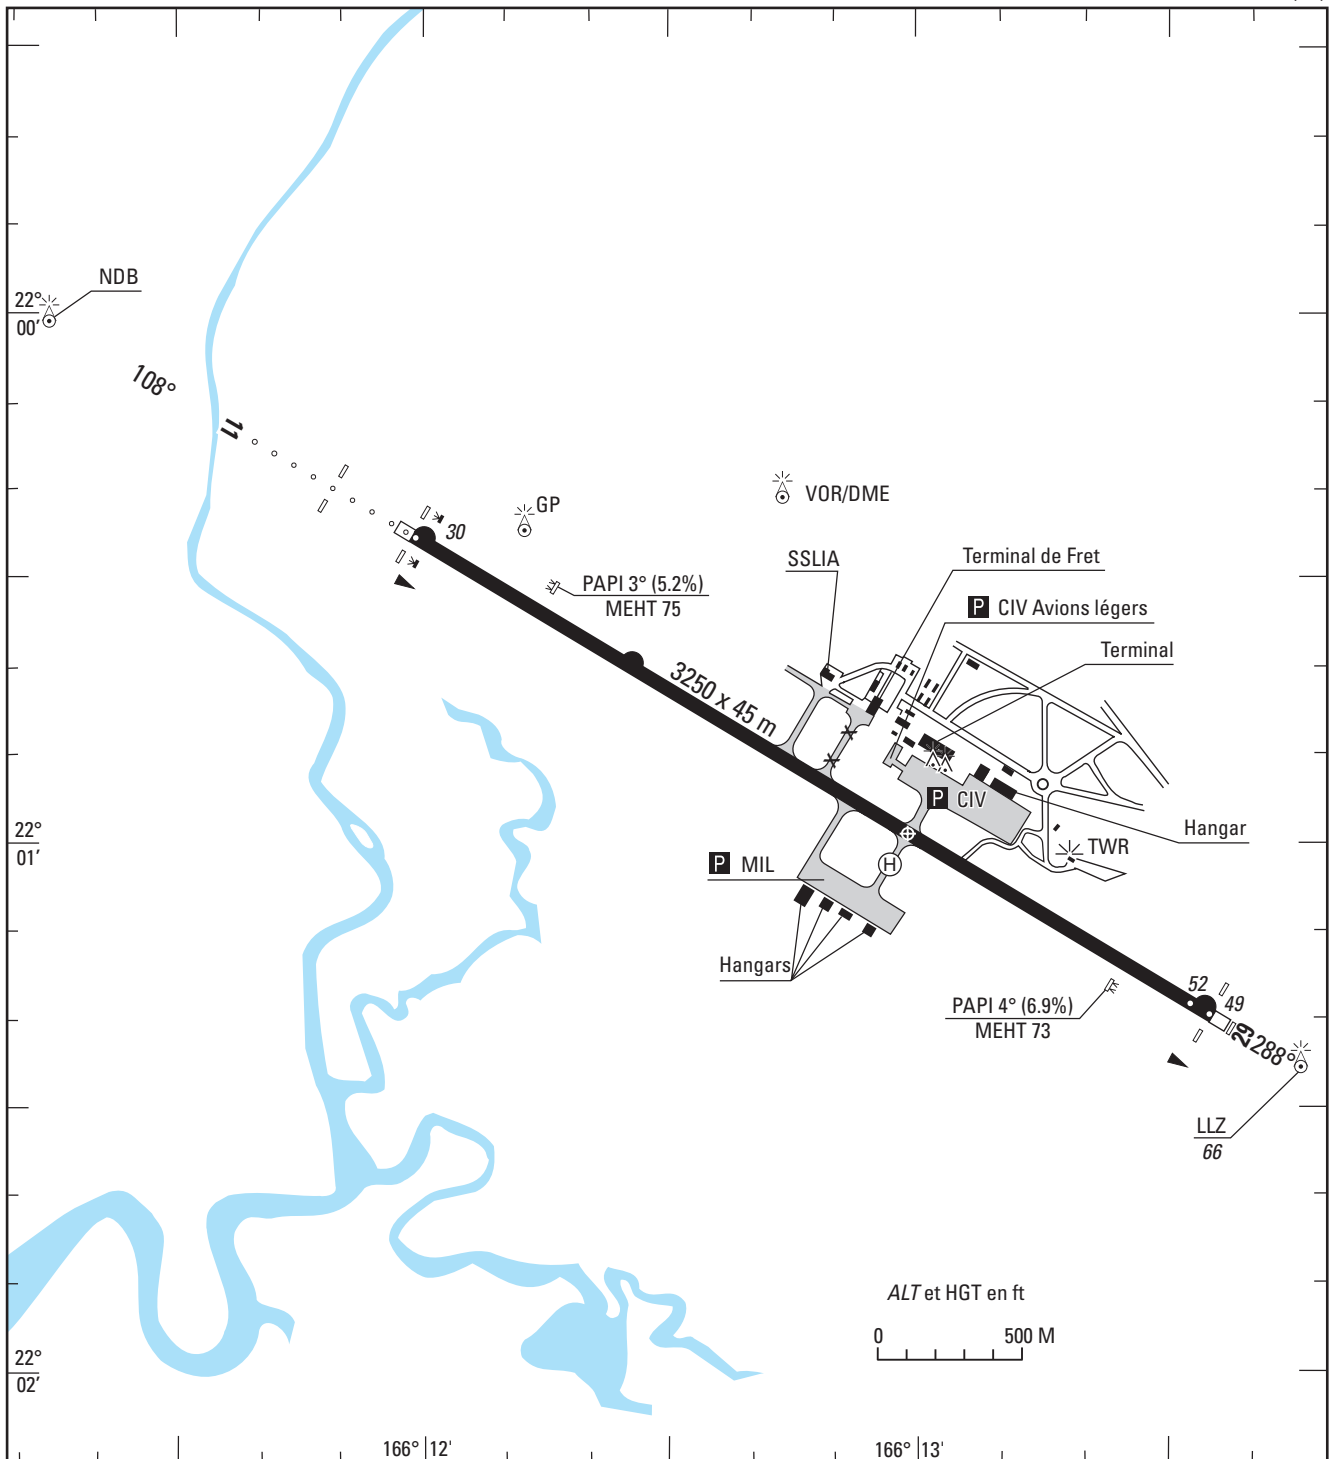 NDB
22°
00'
108°
11
30
GP
VOR/DME
SSLIA
Terminal de Fret
PAPI 3° (5.2%)
MEHT 75
P CIV Avions légers
Terminal
3250 x 45 m
P CIV
22°
01'
Hangar
TWR
P MIL
H
Hangars
52
49
PAPI 4° (6.9%)
MEHT 73
29
288°
LLZ
66
ALT et HGT en ft
0 500 M
22°
02'
166° 12'
166° 13'